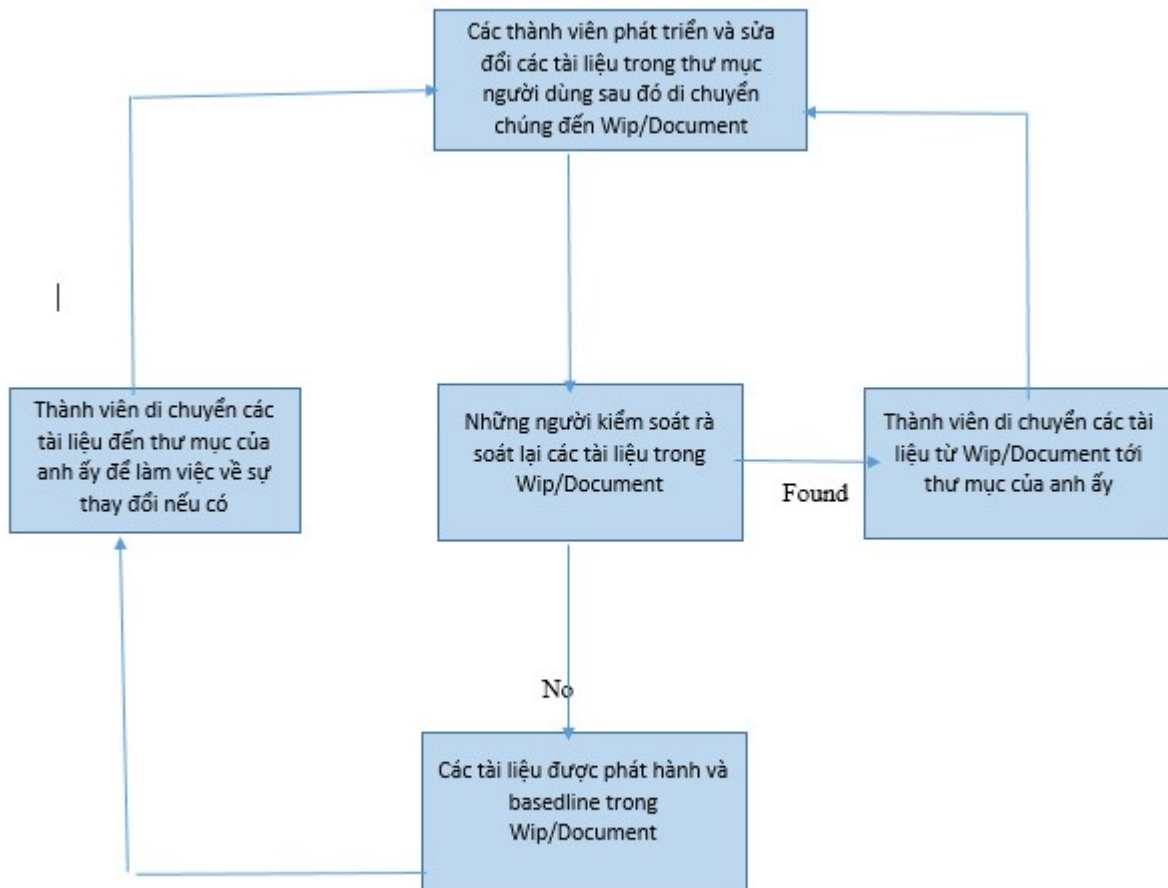 Các thành viên phát triển và sửa
đổi các tài liệu trong thư mục
người dùng sau đó di chuyển
chúng đến Wip/Document
Thành viên di chuyển các
tài liệu đến thư mục của
anh ấy để làm việc về sự
thay đổi nếu có
Những người kiểm soát rà
soát lại các tài liệu trong
Wip/Document
Found
Thành viên di chuyển các tài
liệu từ Wip/Document tới
thư mục của anh ấy
No
Các tài liệu được phát hành và
basedline trong
Wip/Document